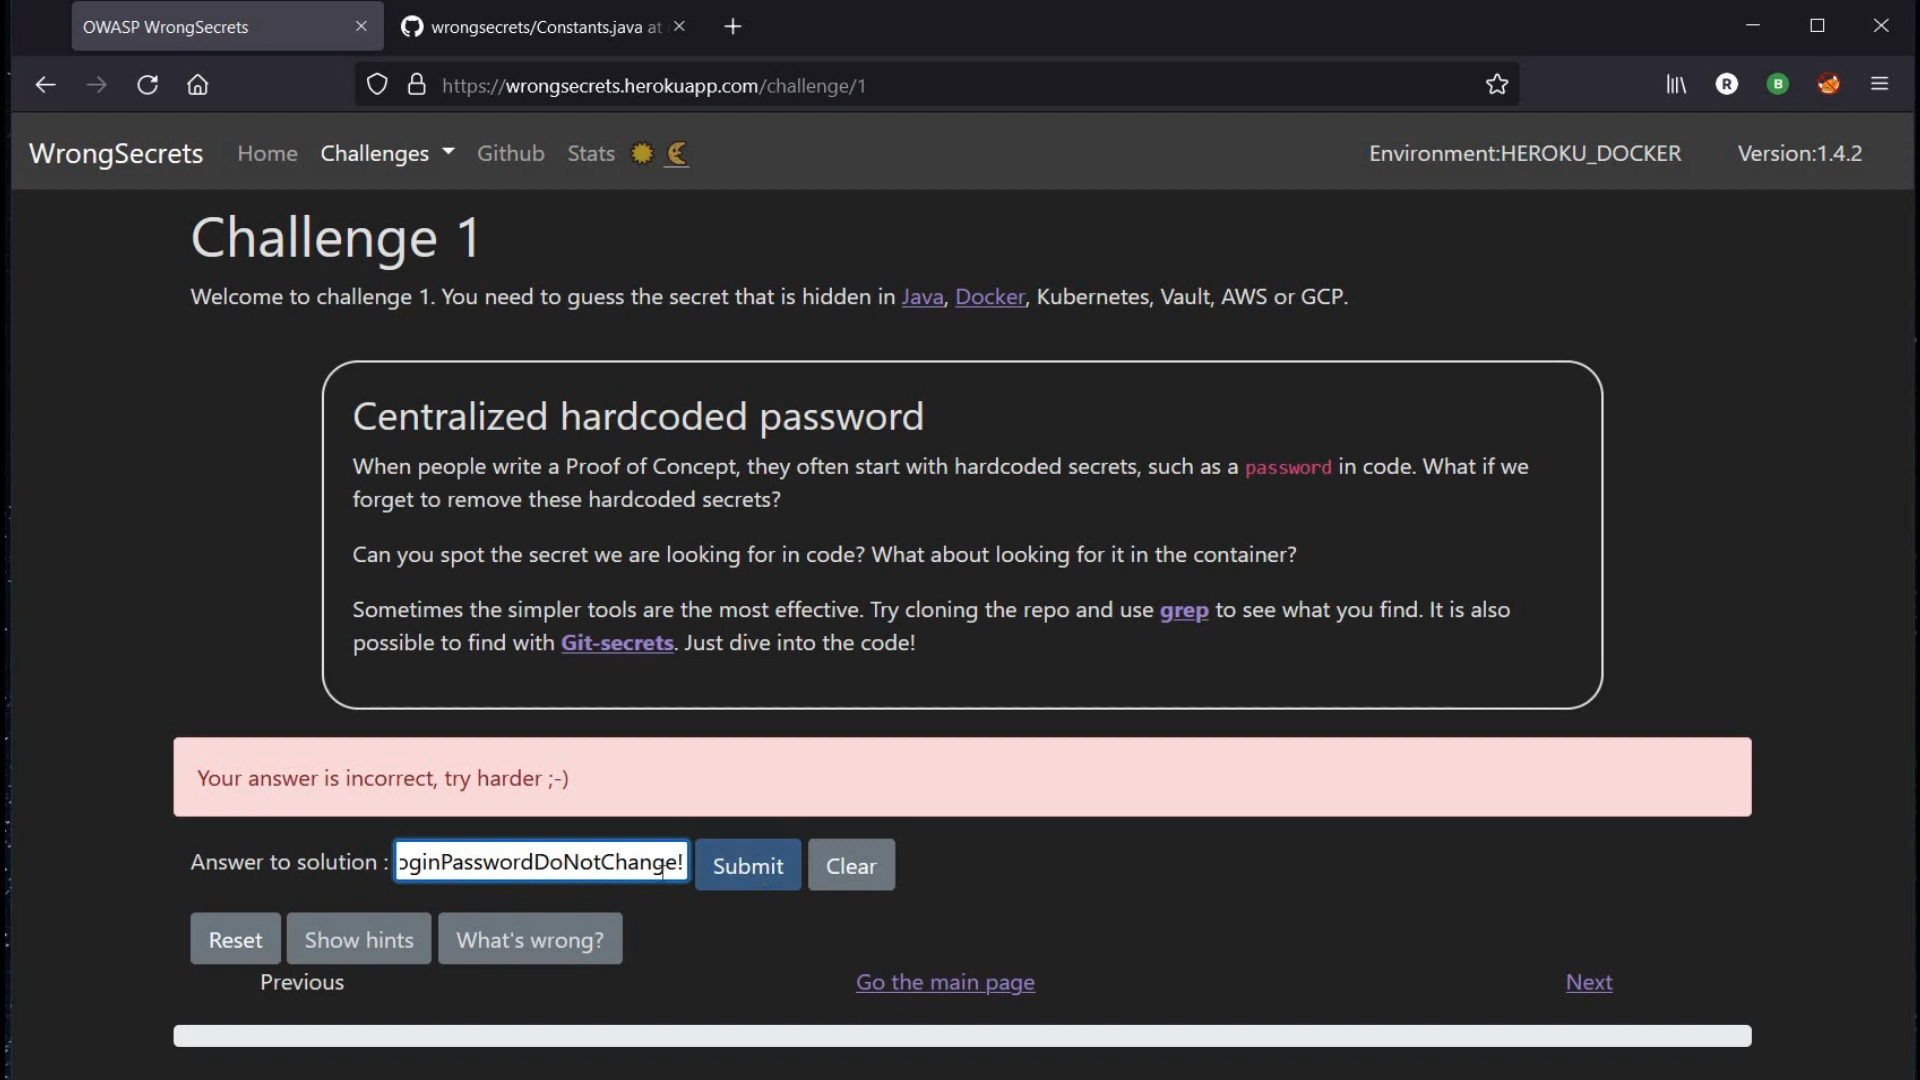 OWASP WrongSecrets
wrongsecrets/Constants.java at
https://wrongsecrets.herokuapp.com/challenge/1
R
B
WrongSecrets Home Challenges Github Stats Environment:HEROKU_DOCKER Version:1.4.2
Challenge 1
Welcome to challenge 1. You need to guess the secret that is hidden in Java, Docker, Kubernetes, Vault, AWS or GCP.
Centralized hardcoded password
When people write a Proof of Concept, they often start with hardcoded secrets, such as a password in code. What if we
forget to remove these hardcoded secrets?
Can you spot the secret we are looking for in code? What about looking for it in the container?
Sometimes the simpler tools are the most effective. Try cloning the repo and use grep to see what you find. It is also
possible to find with Git-secrets. Just dive into the code!
Your answer is incorrect, try harder ;-)
Answer to solution : oginPasswordDoNotChange! Submit Clear
Reset Show hints What's wrong?
Previous Go the main page Next